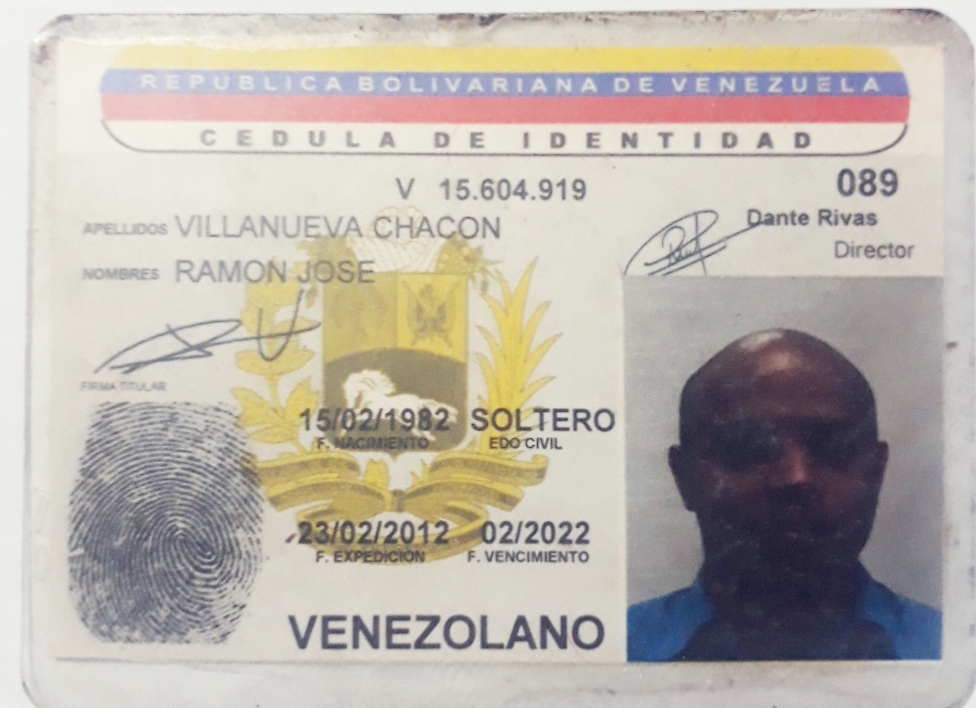 REPUBLICA BOLIVARIANA DE VENEZUELA
CEDULA DE IDENTIDAD
V 15.604.919
089
APELLIDOS VILLANUEVA CHACON
Dante Rivas
Director
NOMBRES RAMON JOSE
FIRMA TITULAR
15/02/1982 SOLTERO
F. NACIMIENTO EDO CIVIL
23/02/2012 02/2022
F. EXPEDICION F. VENCIMIENTO
VENEZOLANO